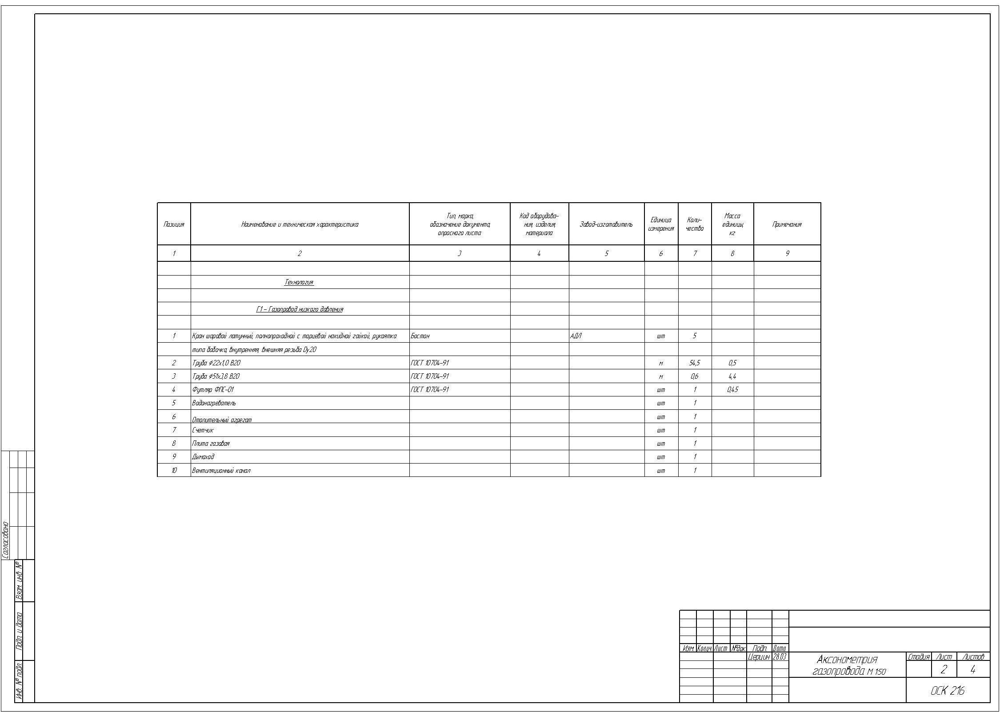 Позиция Наименование и техническая характеристика Тип, марка, обозначение документа, опросного листа Код оборудова- ния, изделия, материала Завод-изготовитель Единица измерения Коли- чество Масса единицы, кг Примечания
1 2 3 4 5 6 7 8 9
Технология
Г1 - Газопровод низкого давления
1 Кран шаровой латунный, полнопроходной с торцевой накидной гайкой, рукоятка Бостон АДЛ шт 5
типа бабочка, внутренняя, внешняя резьба Dy20
2 Труба ϕ22х1,0 В20 ГОСТ 10704-91 м 54,5 0,5
3 Труба ϕ51х3,8 В20 ГОСТ 10704-91 м 0,6 4,4
4 Футляр ФПС-01 ГОСТ 10704-91 шт 1 0,45
5 Водонагреватель шт 1
6 Отопительный агрегат шт 1
7 Счетчик шт 1
8 Плита газовая шт 1
9 Дымоход шт 1
10 Вентиляционный канал шт 1
Согласовано
Взам. инв. №
Подп. и дата
Инв. № подл.
Изм. Колич. Лист №док. Подп. Дата
Церцин 28.03
Аксонометрия
газопровода М 1:50
Стадия Лист Листов
2 4
ОСК 216